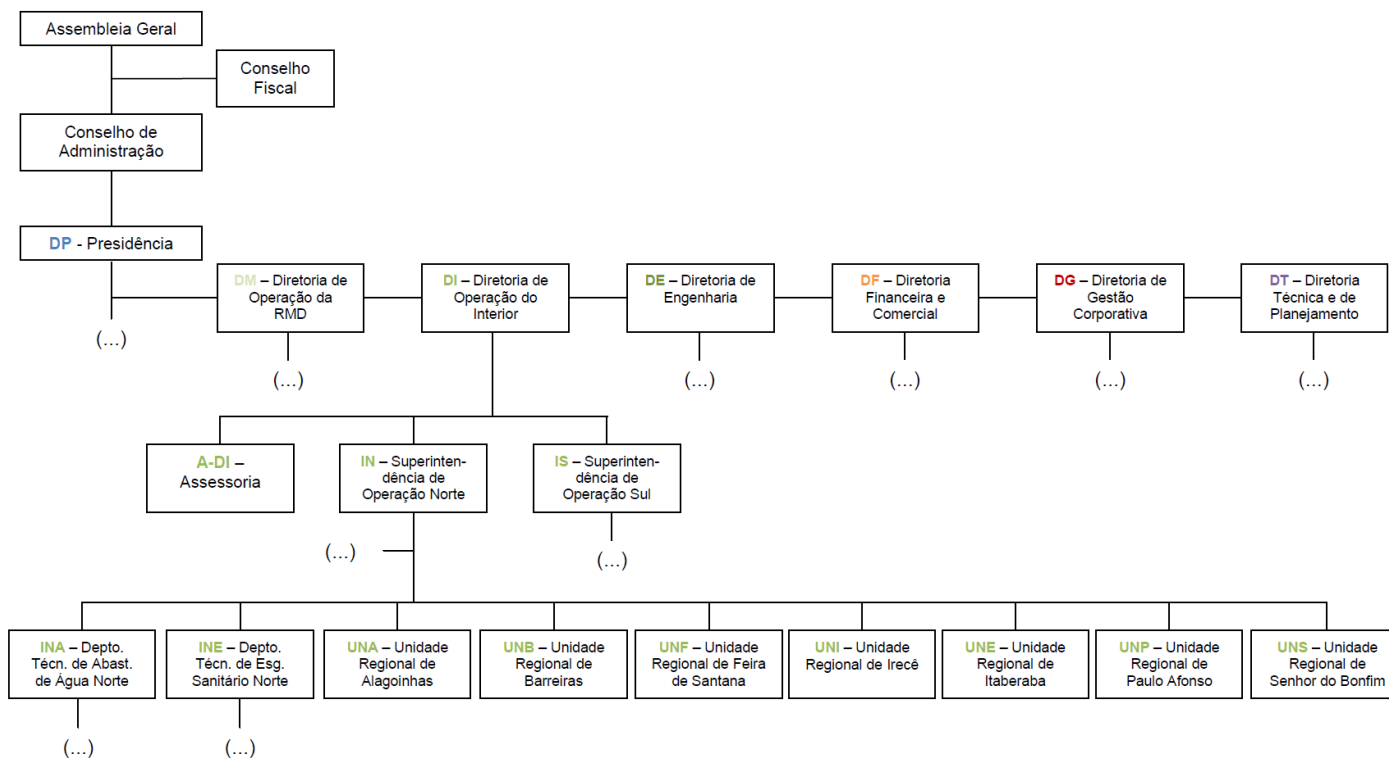 Assembleia Geral
Conselho
Fiscal
Conselho de
Administração
DP - Presidência
DM – Diretoria de
Operação da
RMD
DI – Diretoria de
Operação do
Interior
DE – Diretoria de
Engenharia
DF – Diretoria
Financeira e
Comercial
DG – Diretoria de
Gestão
Corporativa
DT – Diretoria
Técnica e de
Planejamento
(...)
(...)
(...)
(...)
(...)
(...)
A-DI –
Assessoria
IN – Superinten-
dência de
Operação Norte
IS – Superinten-
dência de
Operação Sul
(...)
(...)
INA – Depto.
Técn. de Abast.
de Água Norte
INE – Depto.
Técn. de Esg.
Sanitário Norte
UNA – Unidade
Regional de
Alagoinhas
UNB – Unidade
Regional de
Barreiras
UNF – Unidade
Regional de Feira
de Santana
UNI – Unidade
Regional de Irecê
UNE – Unidade
Regional de
Itaberaba
UNP – Unidade
Regional de
Paulo Afonso
UNS – Unidade
Regional de
Senhor do Bonfim
(...)
(...)